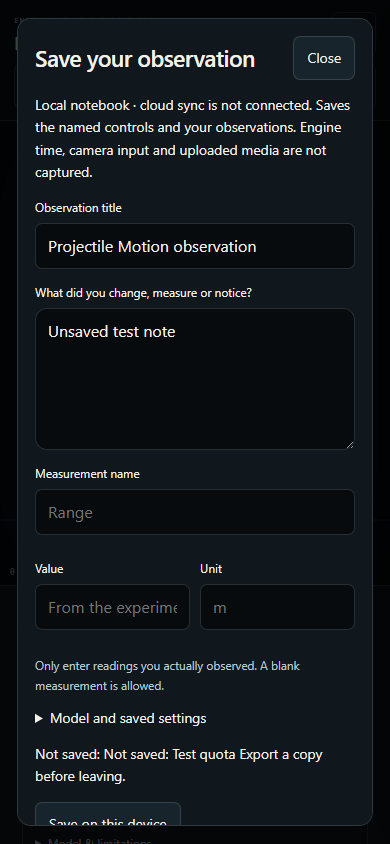 Save your observation
Close
Local notebook · cloud sync is not connected. Saves
the named controls and your observations. Engine
time, camera input and uploaded media are not
captured.
Observation title
Projectile Motion observation
What did you change, measure or notice?
Unsaved test note
Measurement name
Range
Value
Unit
From the experime
m
Only enter readings you actually observed. A blank
measurement is allowed.
▶ Model and saved settings
Not saved: Not saved: Test quota Export a copy
before leaving.
Save on this device
Model & limitations